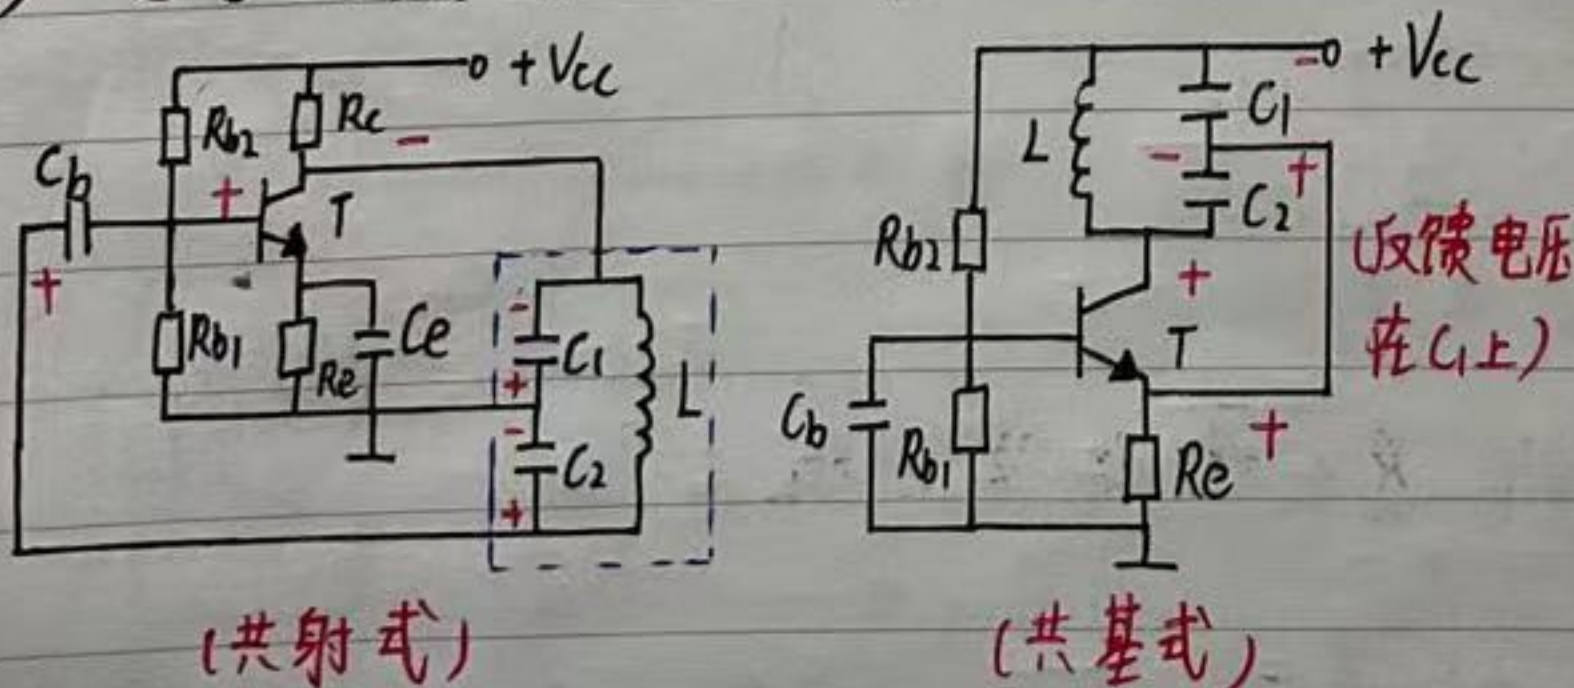 +Vcc
Rb2
Rc
-
Cb
+
T
+
Rb1
Re
Ce
-
C1
+
-
C2
+
L
(共射式)
- +Vcc
L
C1
-
+
C2
Rb2
+
T
Cb
Rb1
+
Re
(反馈电压
在C1上)
(共基式)